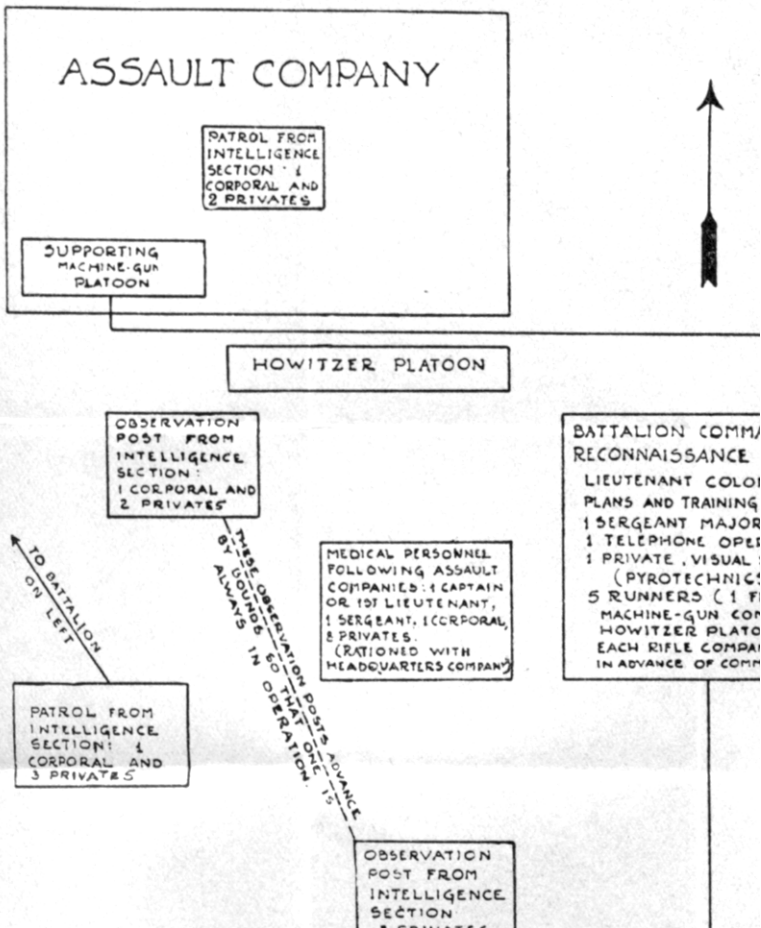 ASSAULT COMPANY
PATROL FROM
INTELLIGENCE
SECTION : 1
CORPORAL AND
2 PRIVATES
SUPPORTING
MACHINE-GUN
PLATOON
HOWITZER PLATOON
OBSERVATION
POST FROM
INTELLIGENCE
SECTION:
1 CORPORAL AND
2 PRIVATES
BATTALION COMMA
RECONNAISSANCE
LIEUTENANT COLO
PLANS AND TRAINING
1 SERGEANT MAJOR
1 TELEPHONE OPER
1 PRIVATE, VISUAL
(PYROTECHNICS
5 RUNNERS (1 F
MACHINE-GUN COM
HOWITZER PLATO
EACH RIFLE COMPA
IN ADVANCE OF COMM
TO BATTALION
ON LEFT
THESE OBSERVATION POSTS ADVANCE
BY BOUNDS SO THAT ONE IS
ALWAYS IN OPERATION.
MEDICAL PERSONNEL
FOLLOWING ASSAULT
COMPANIES: 1 CAPTAIN
OR 1ST LIEUTENANT,
1 SERGEANT, 1 CORPORAL,
PRIVATES.
(RATIONED WITH
HEADQUARTERS COMPANY)
PATROL FROM
INTELLIGENCE
SECTION: 1
CORPORAL AND
3 PRIVATES
OBSERVATION
POST FROM
INTELLIGENCE
SECTION
PRIVATES